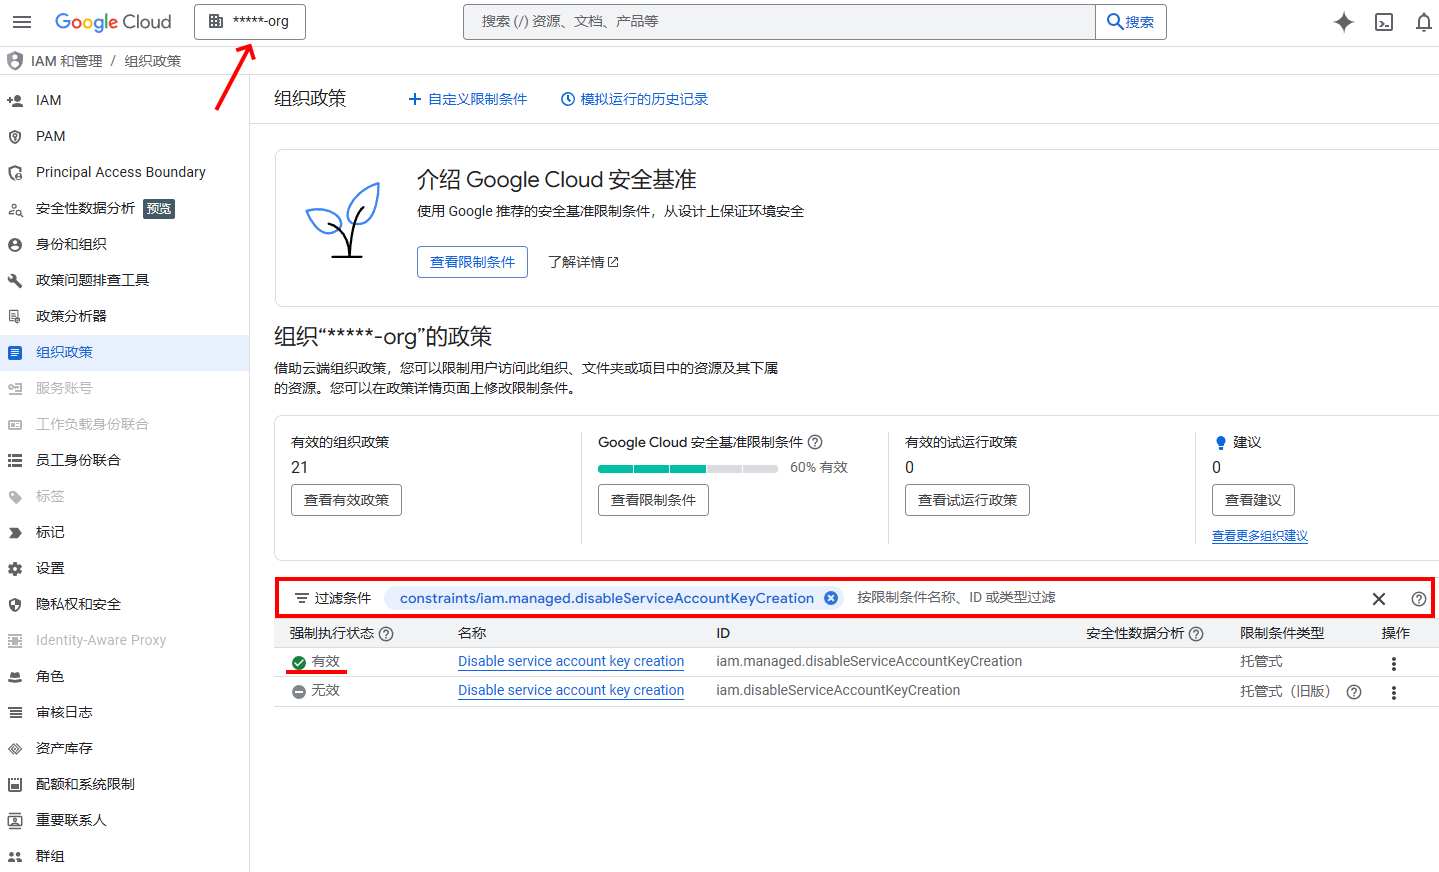 Google Cloud
*****-org
搜索 (/) 资源、文档、产品等
搜索
IAM 和管理 / 组织政策
IAM
PAM
Principal Access Boundary
安全性数据分析 预览
身份和组织
政策问题排查工具
政策分析器
组织政策
服务账号
工作负载身份联合
员工身份联合
标签
标记
设置
隐私权和安全
Identity-Aware Proxy
角色
审核日志
资产库存
配额和系统限制
重要联系人
群组
组织政策
自定义限制条件
模拟运行的历史记录
介绍 Google Cloud 安全基准
使用 Google 推荐的安全基准限制条件，从设计上保证环境安全
查看限制条件
了解详情
组织“*****-org”的政策
借助云端组织政策，您可以限制用户访问此组织、文件夹或项目中的资源及其下属
的资源。您可以在政策详情页面上修改限制条件。
有效的组织政策
21
查看有效政策
Google Cloud 安全基准限制条件
60% 有效
查看限制条件
有效的试运行政策
0
查看试运行政策
建议
0
查看建议
查看更多组织建议
过滤条件 constraints/iam.managed.disableServiceAccountKeyCreation 按限制条件名称、ID 或类型过滤
强制执行状态 名称 ID 安全性数据分析 限制条件类型 操作
有效 Disable service account key creation iam.managed.disableServiceAccountKeyCreation 托管式
无效 Disable service account key creation iam.disableServiceAccountKeyCreation 托管式（旧版）